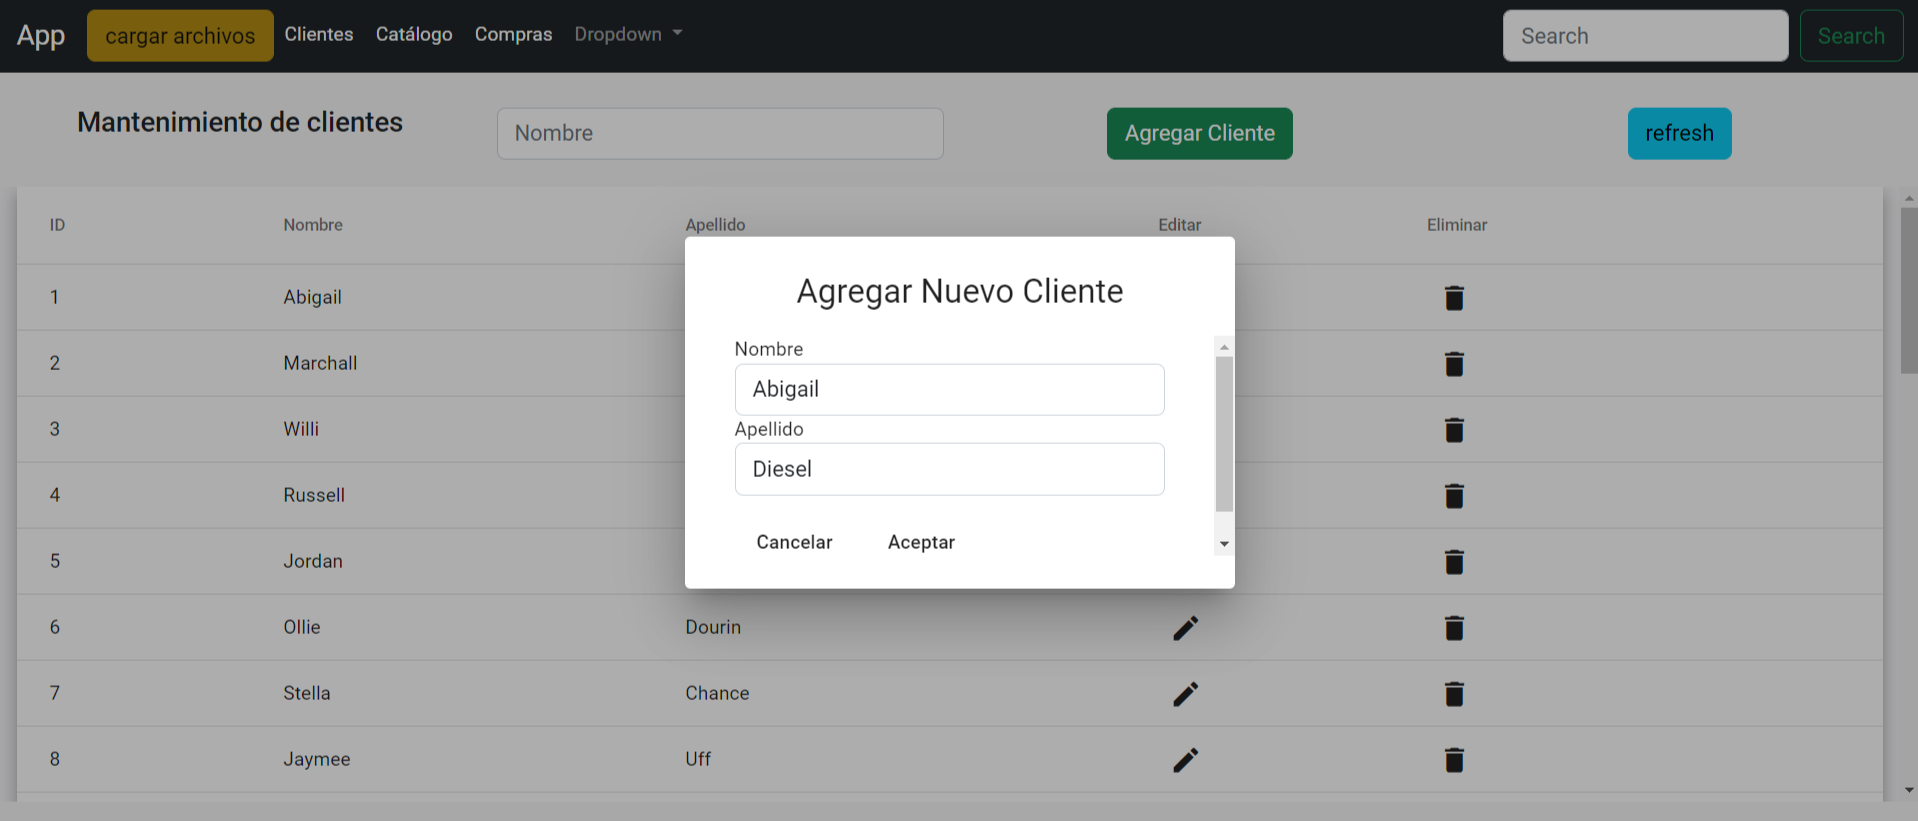 App cargar archivos Clientes Catálogo Compras Dropdown Search Search
Mantenimiento de clientes Nombre Agregar Cliente refresh
ID Nombre Apellido Editar Eliminar
1 Abigail
2 Marchall
3 Willi
4 Russell
5 Jordan
6 Ollie Dourin
7 Stella Chance
8 Jaymee Uff
Agregar Nuevo Cliente
Nombre
Abigail
Apellido
Diesel
Cancelar Aceptar